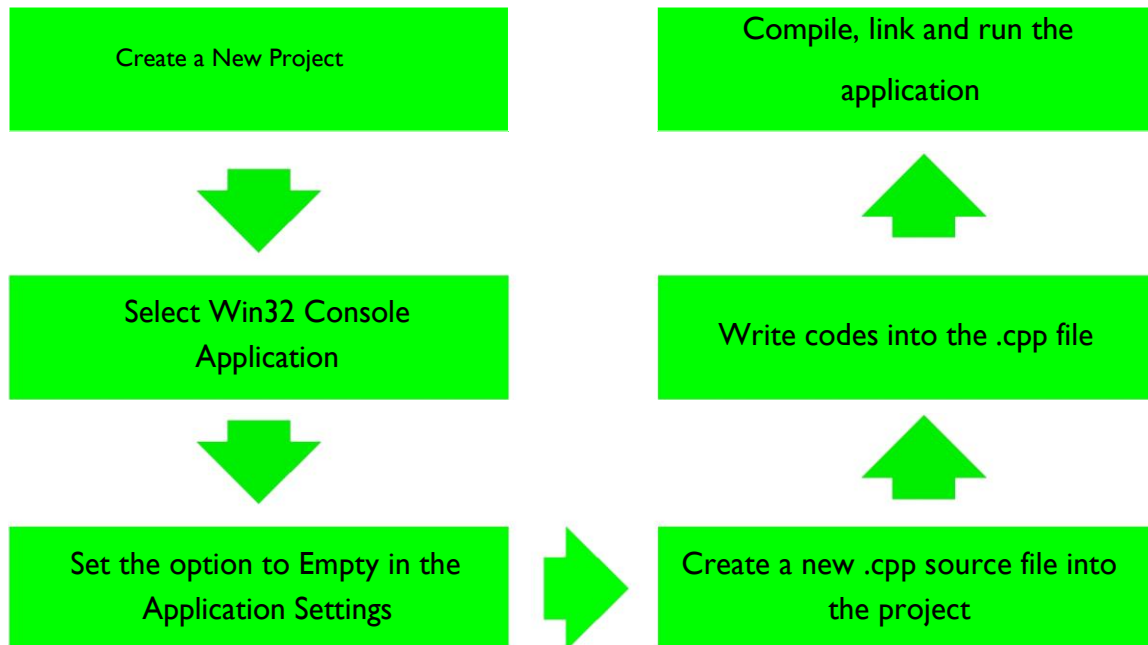 Create a New Project
Select Win32 Console
Application
Set the option to Empty in the
Application Settings
Create a new .cpp source file into
the project
Write codes into the .cpp file
Compile, link and run the
application